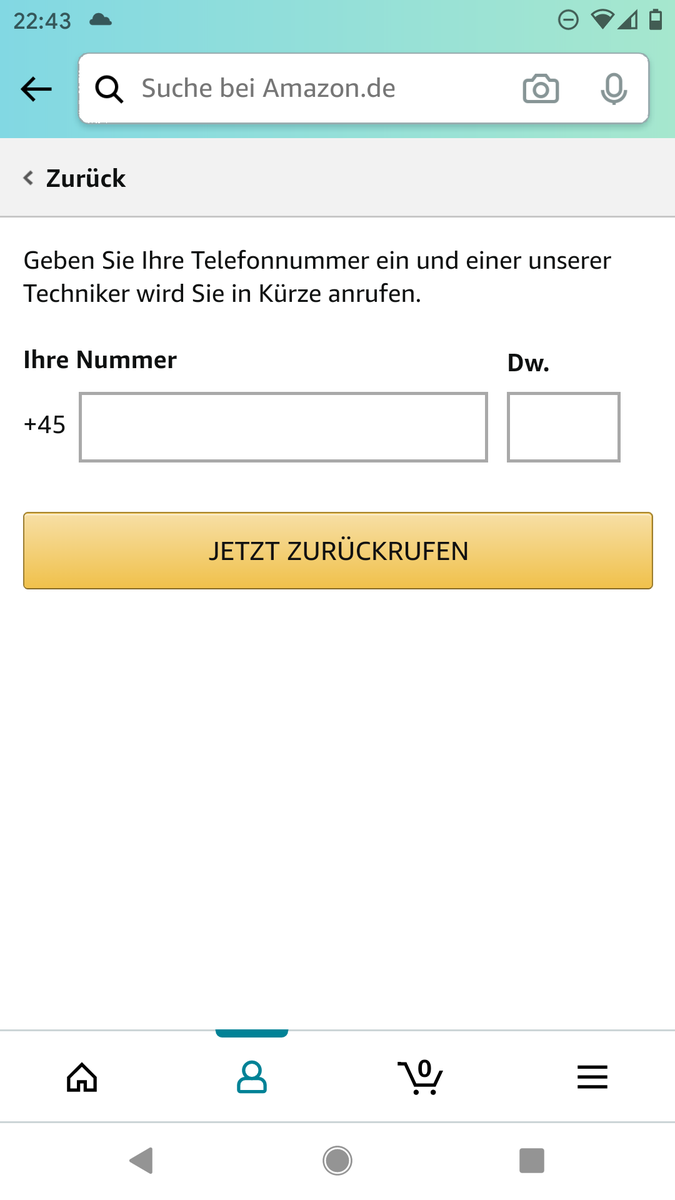 22:43
Suche bei Amazon.de
Zurück
Geben Sie Ihre Telefonnummer ein und einer unserer
Techniker wird Sie in Kürze anrufen.
Ihre Nummer Dw.
+45
JETZT ZURÜCKRUFEN
0